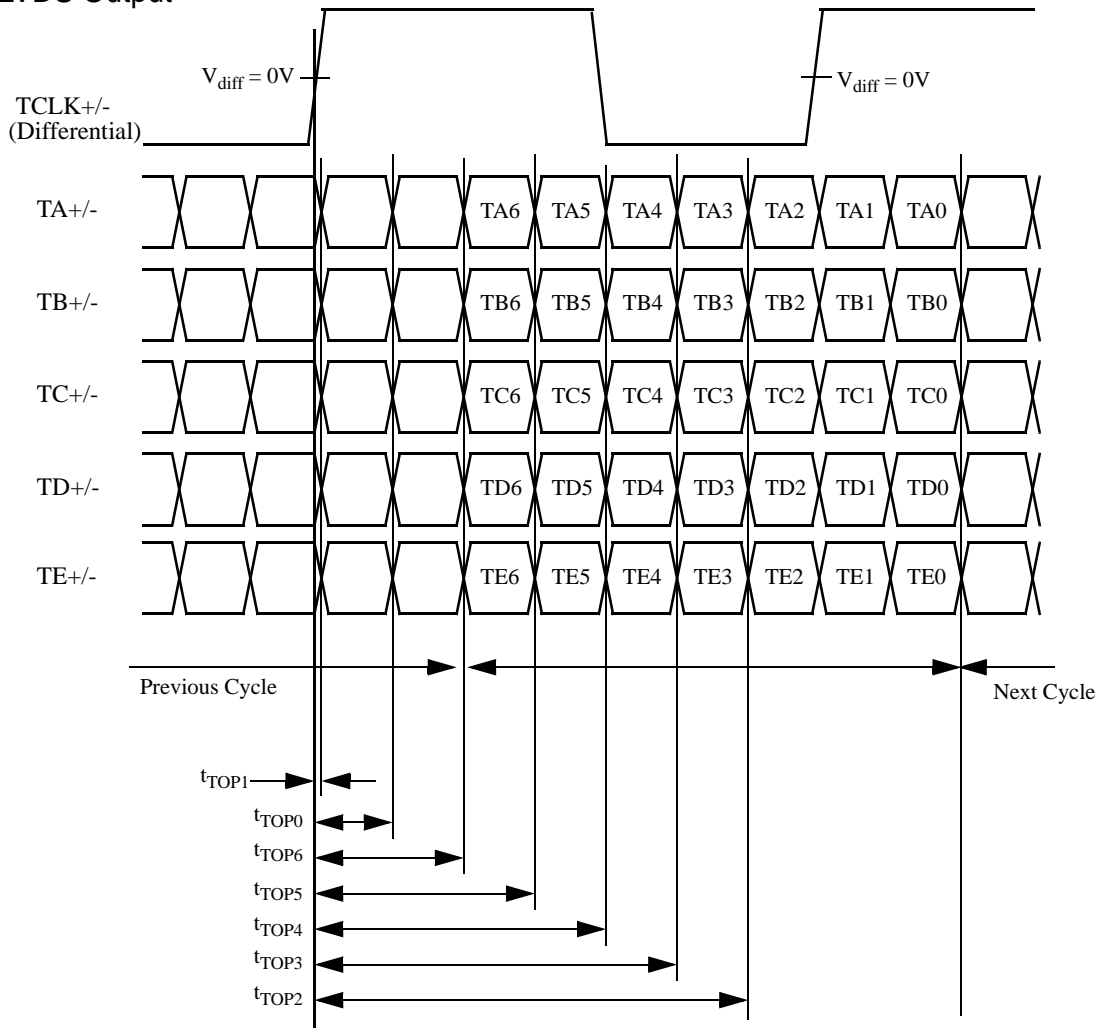 Output
V_diff = 0V
V_diff = 0V
TCLK+/-
(Differential)
TA+/-
TA6 TA5 TA4 TA3 TA2 TA1 TA0
TB+/-
TB6 TB5 TB4 TB3 TB2 TB1 TB0
TC+/-
TC6 TC5 TC4 TC3 TC2 TC1 TC0
TD+/-
TD6 TD5 TD4 TD3 TD2 TD1 TD0
TE+/-
TE6 TE5 TE4 TE3 TE2 TE1 TE0
Previous Cycle
Next Cycle
t_TOP1
t_TOP0
t_TOP6
t_TOP5
t_TOP4
t_TOP3
t_TOP2